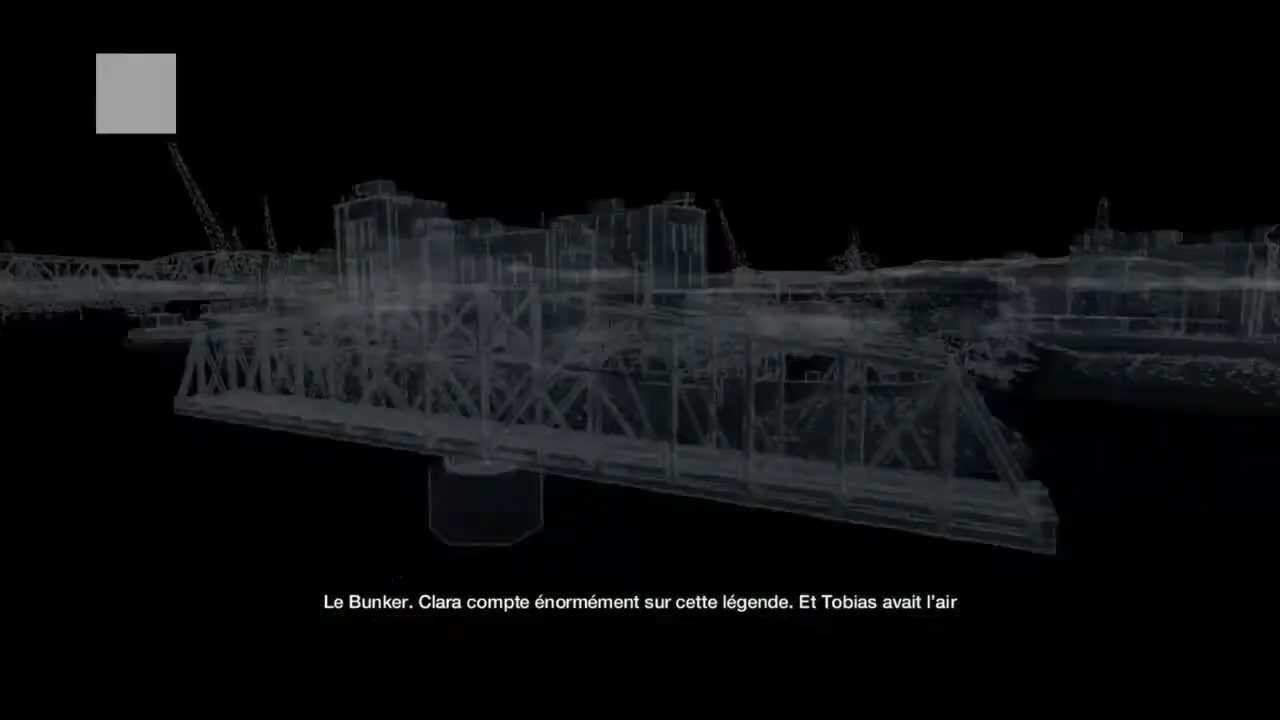 Le Bunker. Clara compte énormément sur cette légende. Et Tobias avait l'air